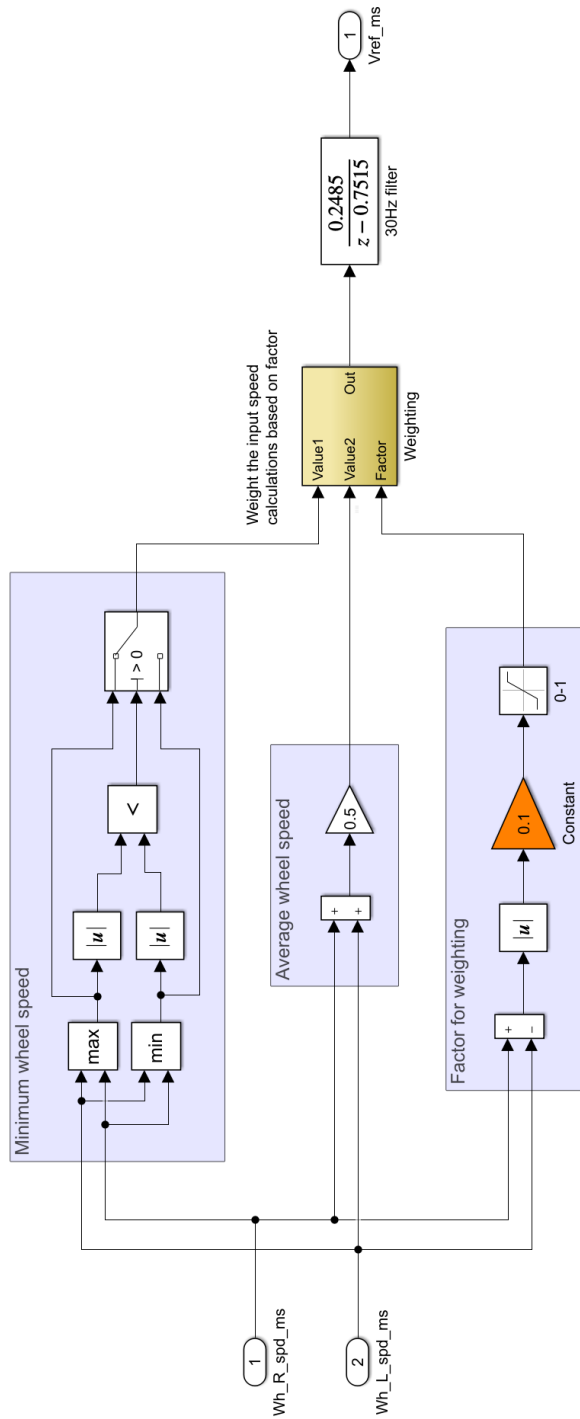 Minimum wheel speed
max
|u|
<
> 0
min
|u|
Weight the input speed
calculations based on factor
1
Wh_R_spd_ms
Average wheel speed
+
+
0.5
Value1
Value2
Factor
Out
Weighting
0.2485
z − 0.7515
30Hz filter
1
Vref_ms
2
Wh_L_spd_ms
Factor for weighting
+
−
|u|
0.1
Constant
0-1